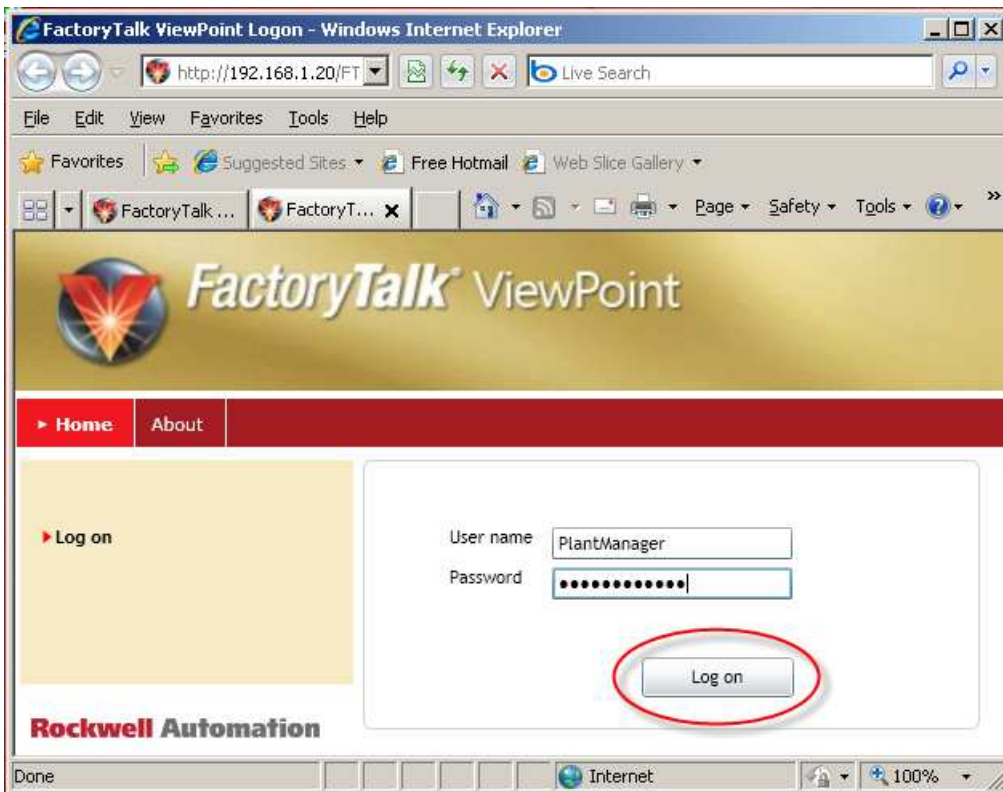 FactoryTalk ViewPoint Logon - Windows Internet Explorer
http://192.168.1.20/FT
Live Search
File Edit View Favorites Tools Help
Favorites Suggested Sites Free Hotmail Web Slice Gallery
FactoryTalk ... FactoryT... Page Safety Tools
FactoryTalk ViewPoint
Home About
Log on
User name PlantManager
Password ••••••••••••
Log on
Rockwell Automation
Done Internet 100%